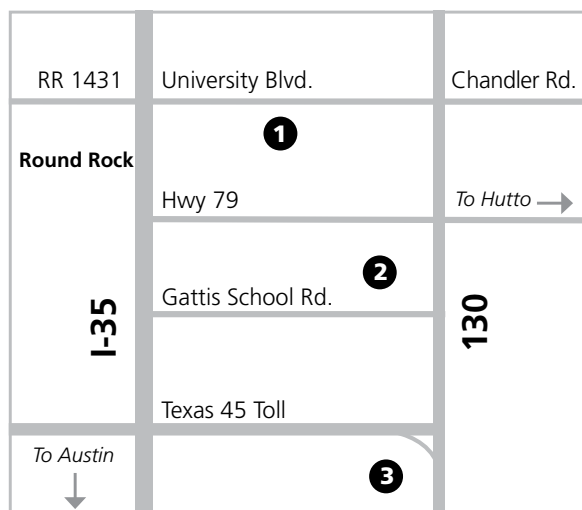 RR 1431
University Blvd.
Chandler Rd.
1
Round Rock
Hwy 79
To Hutto
2
Gattis School Rd.
I-35
130
Texas 45 Toll
To Austin
3